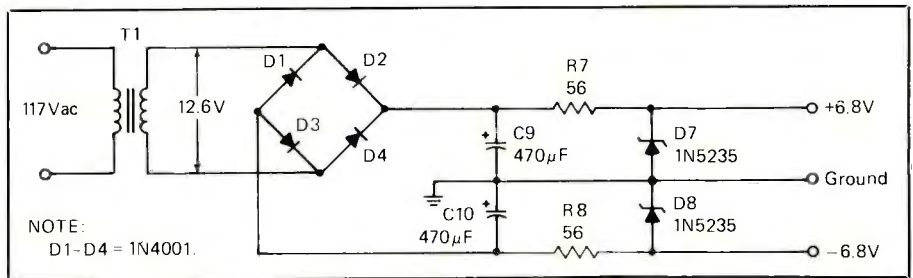 T1
117Vac
12.6V
D1
D2
D3
D4
C9
470μF
C10
470μF
R7
56
R8
56
D7
1N5235
D8
1N5235
+6.8V
Ground
−6.8V
NOTE:
D1-D4 = 1N4001.